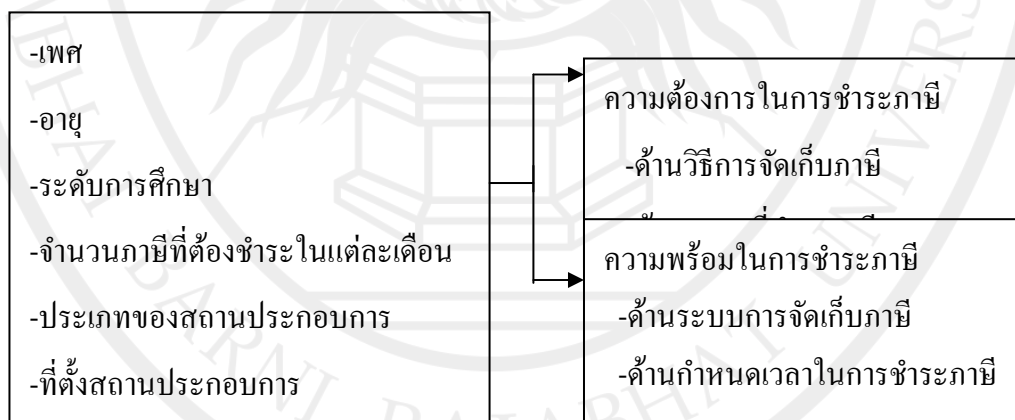 -เพศ
-อายุ
-ระดับการศึกษา
-จำนวนภาษีที่ต้องชำระในแต่ละเดือน
-ประเภทของสถานประกอบการ
-ที่ตั้งสถานประกอบการ
ความต้องการในการชำระภาษี
-ด้านวิธีการจัดเก็บภาษี
ความพร้อมในการชำระภาษี
-ด้านระบบการจัดเก็บภาษี
-ด้านกำหนดเวลาในการชำระภาษี